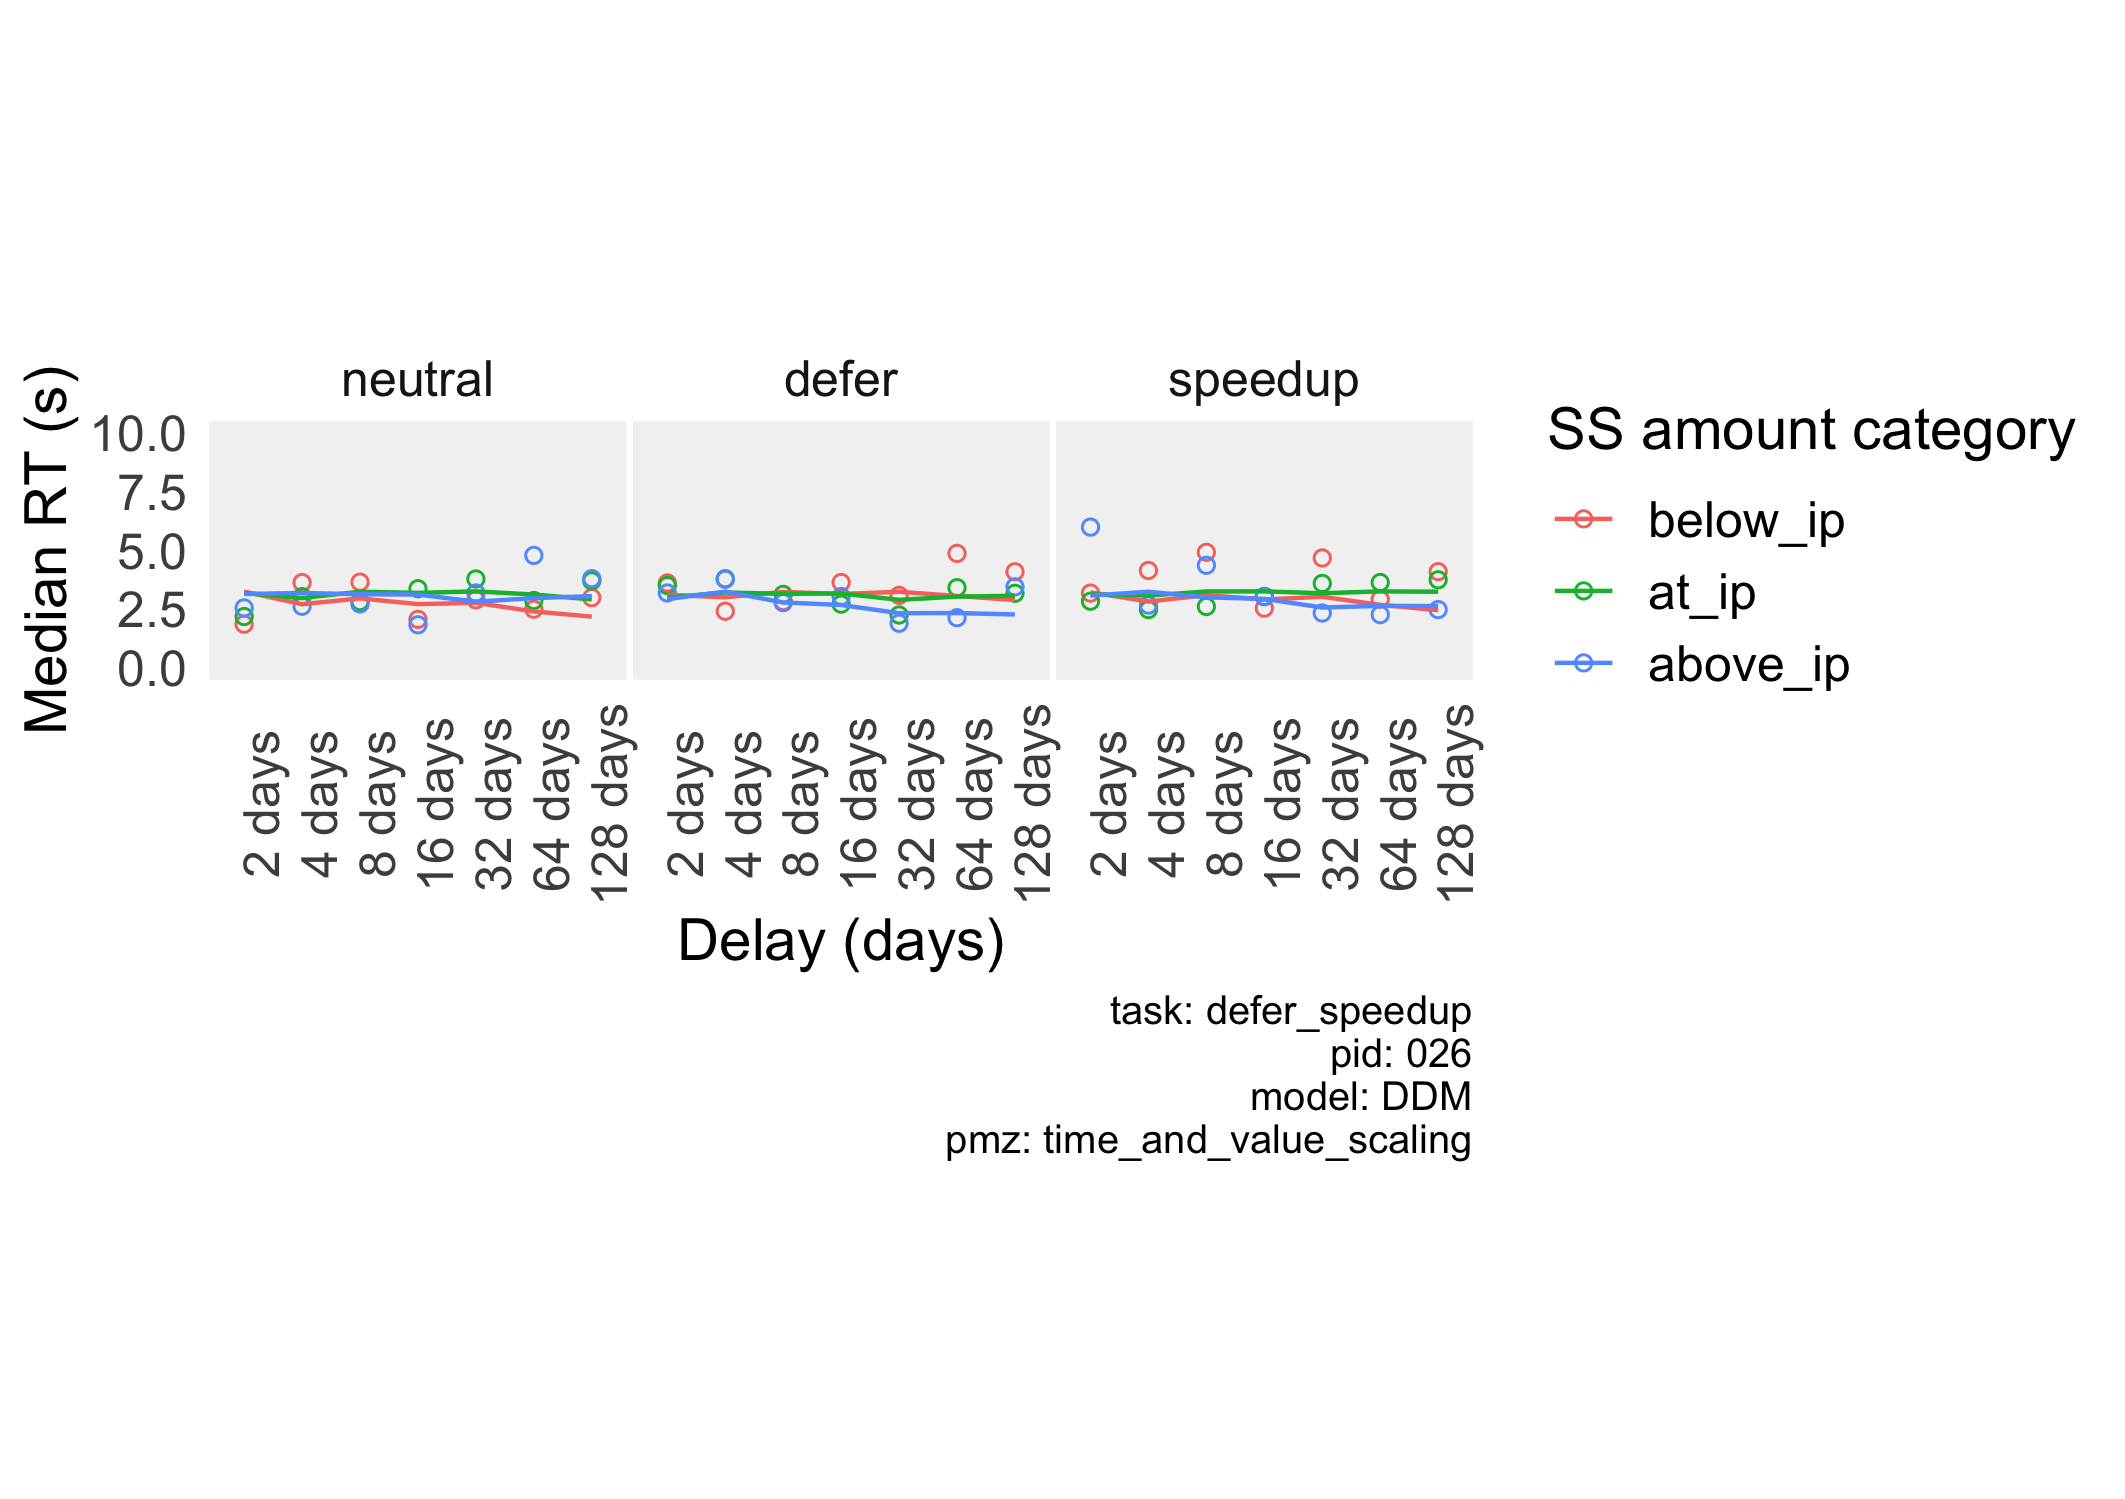 neutral
defer
speedup
Median RT (s)
10.0
7.5
5.0
2.5
0.0
2 days
4 days
8 days
16 days
32 days
64 days
128 days
2 days
4 days
8 days
16 days
32 days
64 days
128 days
2 days
4 days
8 days
16 days
32 days
64 days
128 days
Delay (days)
SS amount category
below_ip
at_ip
above_ip
task: defer_speedup
pid: 026
model: DDM
pmz: time_and_value_scaling